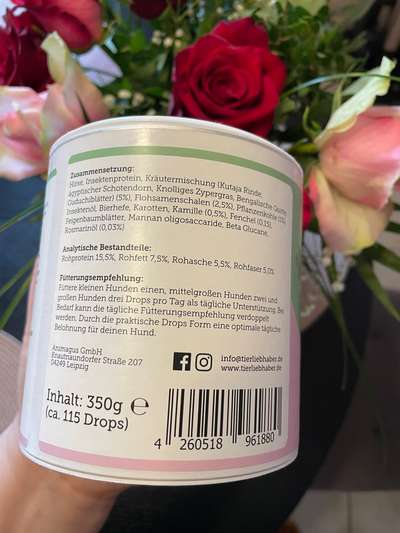 Zusammensetzung:
Hirse, Insektenprotein, Kräutermischung (Kutaja Rinde,
Ägyptischer Schotendorn, Knolliges Zypergras, Bengalische Quitte,
Guduchiblätter) (5%), Flohsamenschalen (2,5%), Pflanzenkohle (1%),
Insektenöl, Bierhefe, Karotten, Kamille (0,5%), Fenchel (0,1%),
Feigenbaumblätter, Mannan oligosaccaride, Beta Glucane,
Rosmarinöl (0,03%)
Analytische Bestandteile:
Rohprotein 15,5%, Rohfett 7,5%, Rohasche 5,5%, Rohfaser 5,0%
Fütterungsempfehlung:
Füttere kleinen Hunden einen, mittelgroßen Hunden zwei und
großen Hunden drei Drops pro Tag als tägliche Unterstützung. Bei
Bedarf kann die tägliche Fütterungsempfehlung verdoppelt
werden. Durch die praktische Drops Form eine optimale tägliche
Belohnung für deinen Hund.
Animagus GmbH
Knautnaundorfer Straße 207
04249 Leipzig
info@tierliebhaber.de
www.tierliebhaber.de
Inhalt: 350g ℮
(ca. 115 Drops)
4 260518 961880